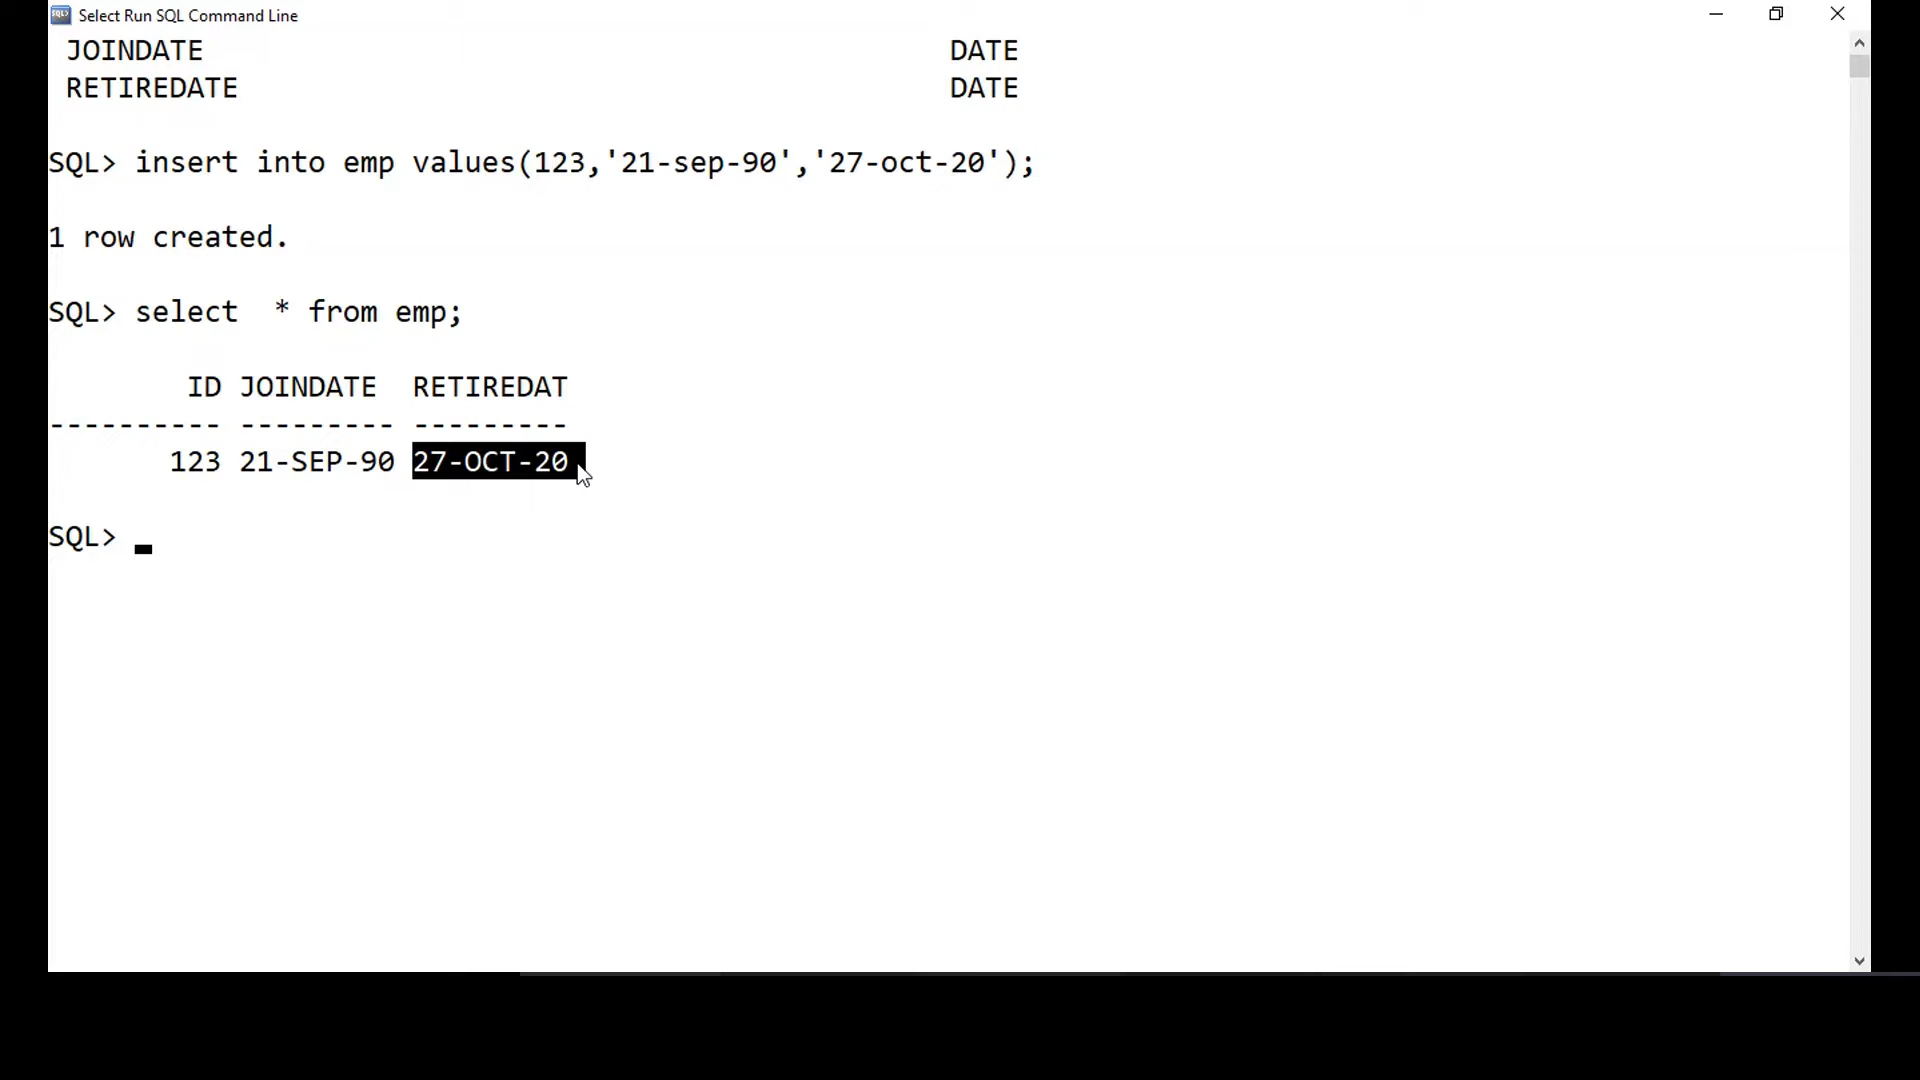 Select Run SQL Command Line
JOINDATE DATE
RETIREDATE DATE
SQL> insert into emp values(123,'21-sep-90','27-oct-20');
1 row created.
SQL> select  * from emp;
ID JOINDATE  RETIREDAT
---------- --------- ---------
123 21-SEP-90 27-OCT-20
SQL>